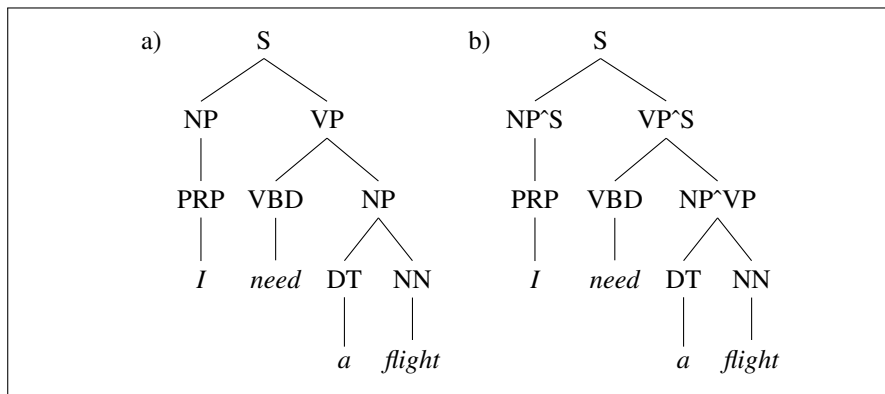 a) S b) S
NP VP NP^S VP^S
PRP VBD NP PRP VBD NP^VP
I need DT NN I need DT NN
a flight a flight